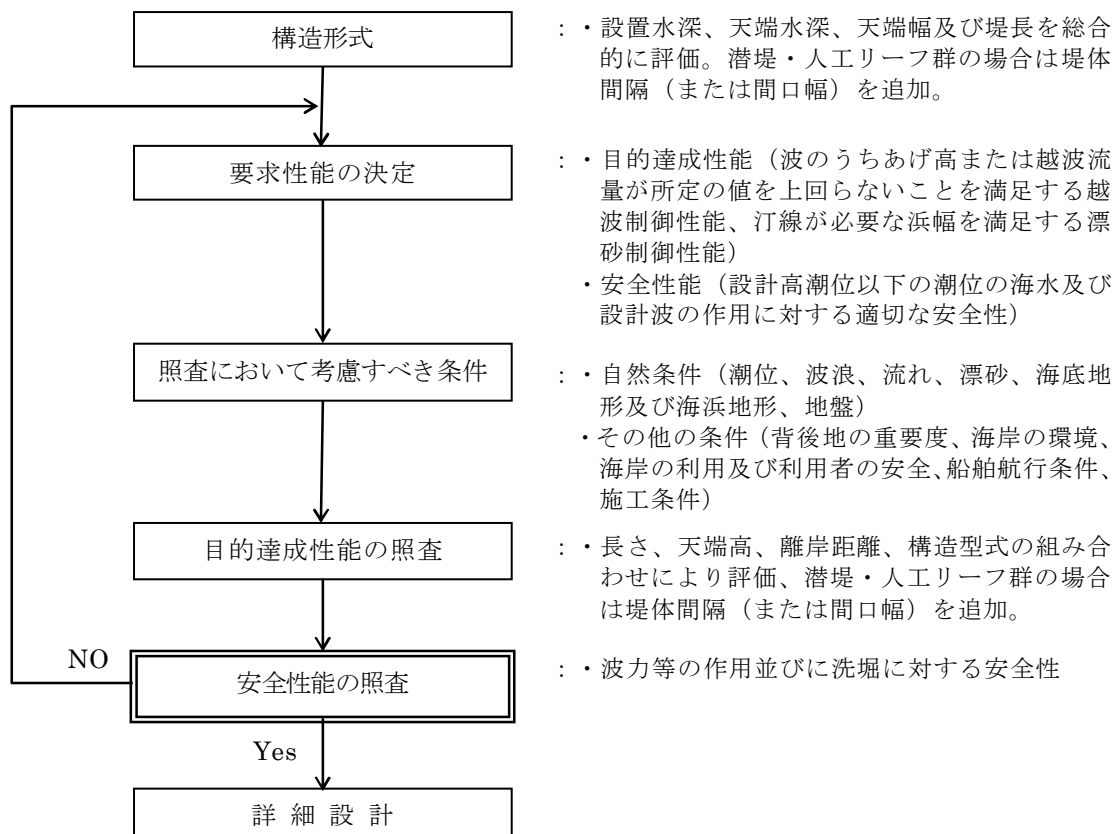 構造形式
：・設置水深、天端水深、天端幅及び堤長を総合
的に評価。潜堤・人工リーフ群の場合は堤体
間隔（または間口幅）を追加。
要求性能の決定
：・目的達成性能（波のうちあげ高または越波流
量が所定の値を上回らないことを満足する越
波制御性能、汀線が必要な浜幅を満足する漂
砂制御性能）
・安全性能（設計高潮位以下の潮位の海水及び
設計波の作用に対する適切な安全性）
照査において考慮すべき条件
：・自然条件（潮位、波浪、流れ、漂砂、海底地
形及び海浜地形、地盤）
・その他の条件（背後地の重要度、海岸の環境、
海岸の利用及び利用者の安全、船舶航行条件、
施工条件）
目的達成性能の照査
：・長さ、天端高、離岸距離、構造型式の組み合
わせにより評価、潜堤・人工リーフ群の場合
は堤体間隔（または間口幅）を追加。
NO
安全性能の照査
：・波力等の作用並びに洗堀に対する安全性
Yes
詳 細 設 計